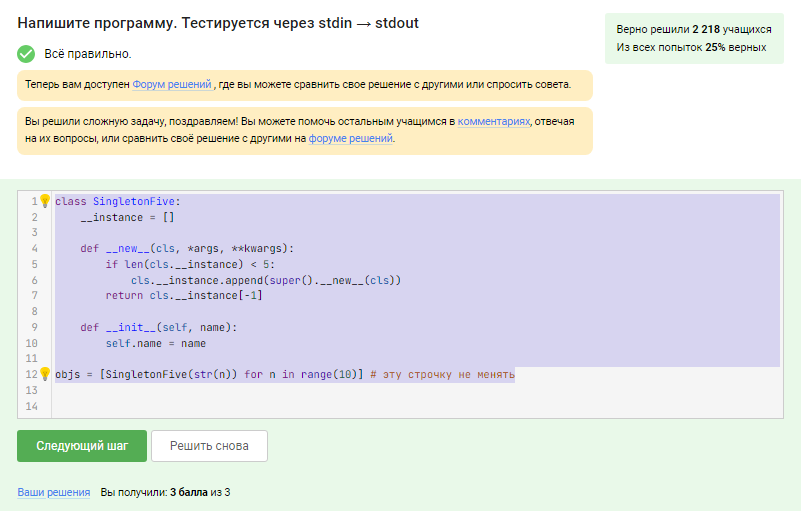 Напишите программу. Тестируется через stdin → stdout
Верно решили 2 218 учащихся
Из всех попыток 25% верных
Всё правильно.
Теперь вам доступен Форум решений , где вы можете сравнить свое решение с другими или спросить совета.
Вы решили сложную задачу, поздравляем! Вы можете помочь остальным учащимся в комментариях, отвечая
на их вопросы, или сравнить своё решение с другими на форуме решений.
1 class SingletonFive:
2     __instance = []
3
4     def __new__(cls, *args, **kwargs):
5         if len(cls.__instance) < 5:
6             cls.__instance.append(super().__new__(cls))
7         return cls.__instance[-1]
8
9     def __init__(self, name):
10         self.name = name
11
12 objs = [SingletonFive(str(n)) for n in range(10)] # эту строчку не менять
13
14
Следующий шаг
Решить снова
Ваши решения Вы получили: 3 балла из 3